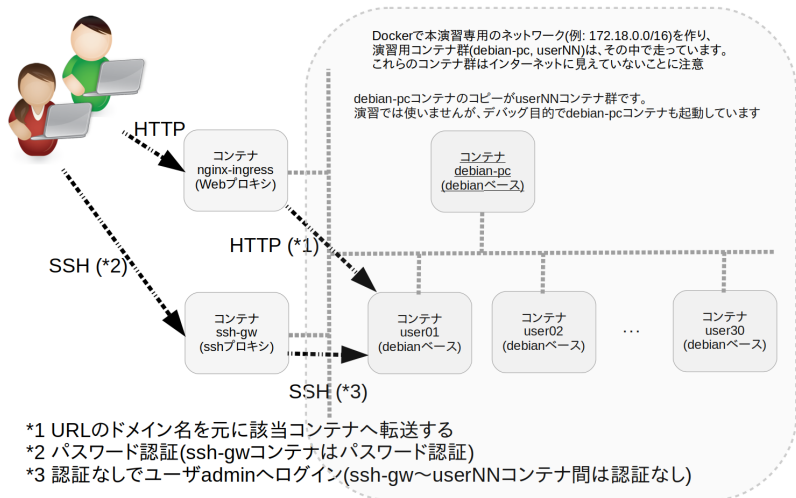 Dockerで本演習専用のネットワーク(例: 172.18.0.0/16)を作り、
演習用コンテナ群(debian-pc, userNN)は、その中で走っています。
これらのコンテナ群はインターネットに見えていないことに注意
debian-pcコンテナのコピーがuserNNコンテナ群です。
演習では使いませんが、デバッグ目的でdebian-pcコンテナも起動しています
HTTP
コンテナ
nginx-ingress
(Webプロキシ)
コンテナ
debian-pc
(debianベース)
HTTP (*1)
SSH (*2)
コンテナ
ssh-gw
(sshプロキシ)
コンテナ
user01
(debianベース)
コンテナ
user02
(debianベース)
...
コンテナ
user30
(debianベース)
SSH (*3)
*1 URLのドメイン名を元に該当コンテナへ転送する
*2 パスワード認証(ssh-gwコンテナはパスワード認証)
*3 認証なしでユーザadminへログイン(ssh-gw～userNNコンテナ間は認証なし)